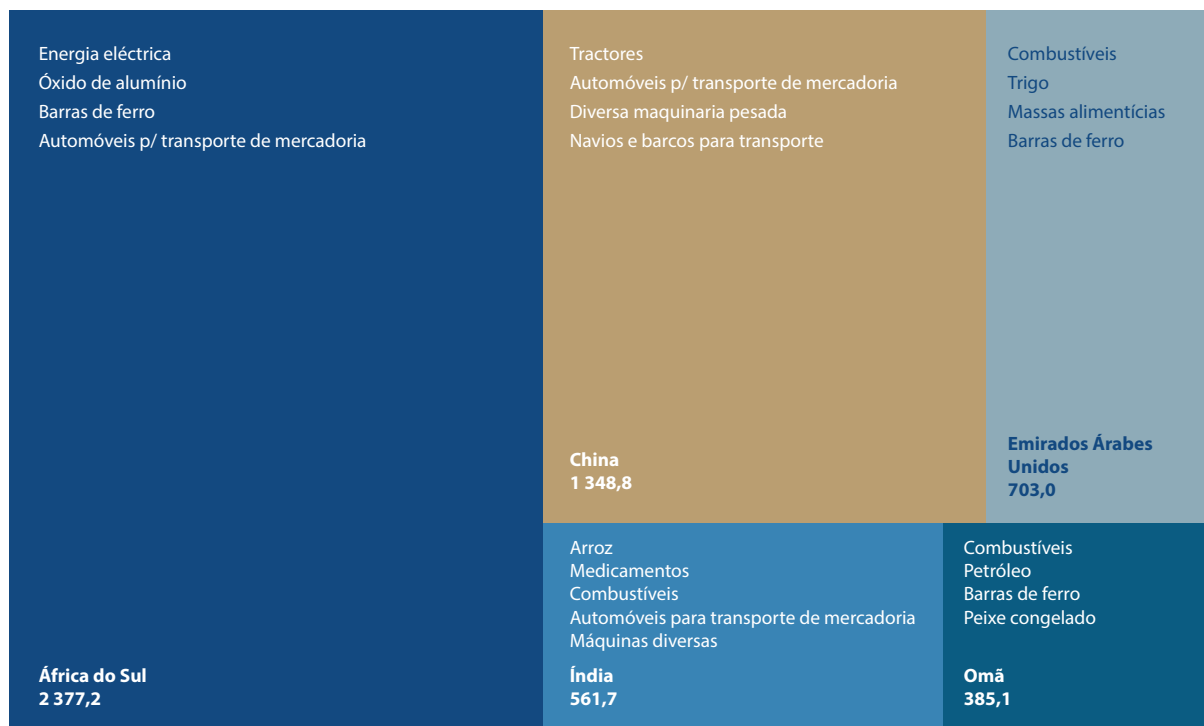 Energia eléctrica
Óxido de alumínio
Barras de ferro
Automóveis p/ transporte de mercadoria
África do Sul
2 377,2
Tractores
Automóveis p/ transporte de mercadoria
Diversa maquinaria pesada
Navios e barcos para transporte
China
1 348,8
Combustíveis
Trigo
Massas alimentícias
Barras de ferro
Emirados Árabes
Unidos
703,0
Arroz
Medicamentos
Combustíveis
Automóveis para transporte de mercadoria
Máquinas diversas
Índia
561,7
Combustíveis
Petróleo
Barras de ferro
Peixe congelado
Omã
385,1